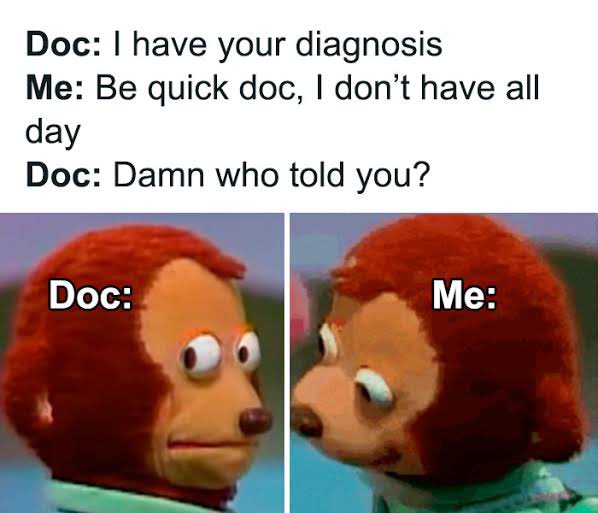 Doc: I have your diagnosis
Me: Be quick doc, I don’t have all
day
Doc: Damn who told you?
Doc:
Me: